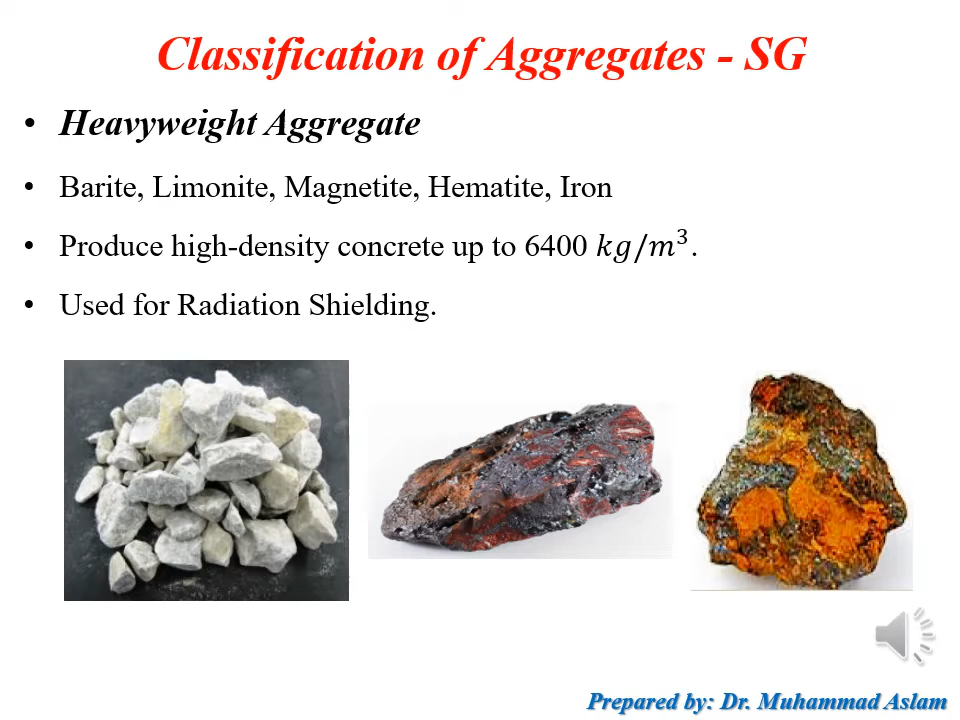 Classification of Aggregates - SG
• Heavyweight Aggregate
• Barite, Limonite, Magnetite, Hematite, Iron
• Produce high-density concrete up to 6400 kg/m³.
• Used for Radiation Shielding.
Prepared by: Dr. Muhammad Aslam